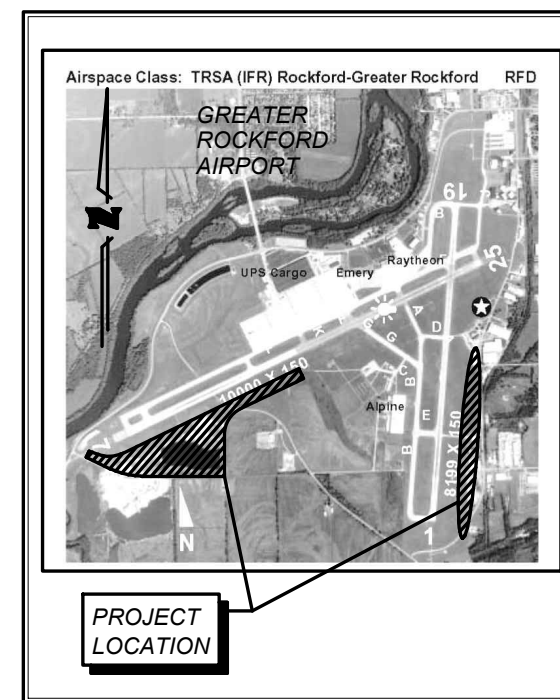 Airspace Class: TRSA (IFR) Rockford-Greater Rockford RFD
GREATER
ROCKFORD
AIRPORT
N
19
B
25
Raytheon
UPS Cargo
Emery
K
A
G
G
D
C
B
10000 X 150
Alpine
E
8199 X 150
B
7
N
1
PROJECT
LOCATION